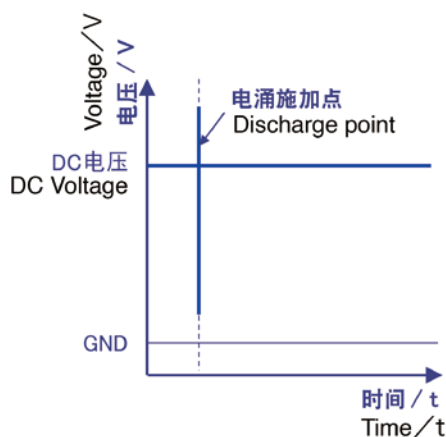 Voltage/V
电压/V
电涌施加点
Discharge point
DC电压
DC Voltage
GND
时间/t
Time/t